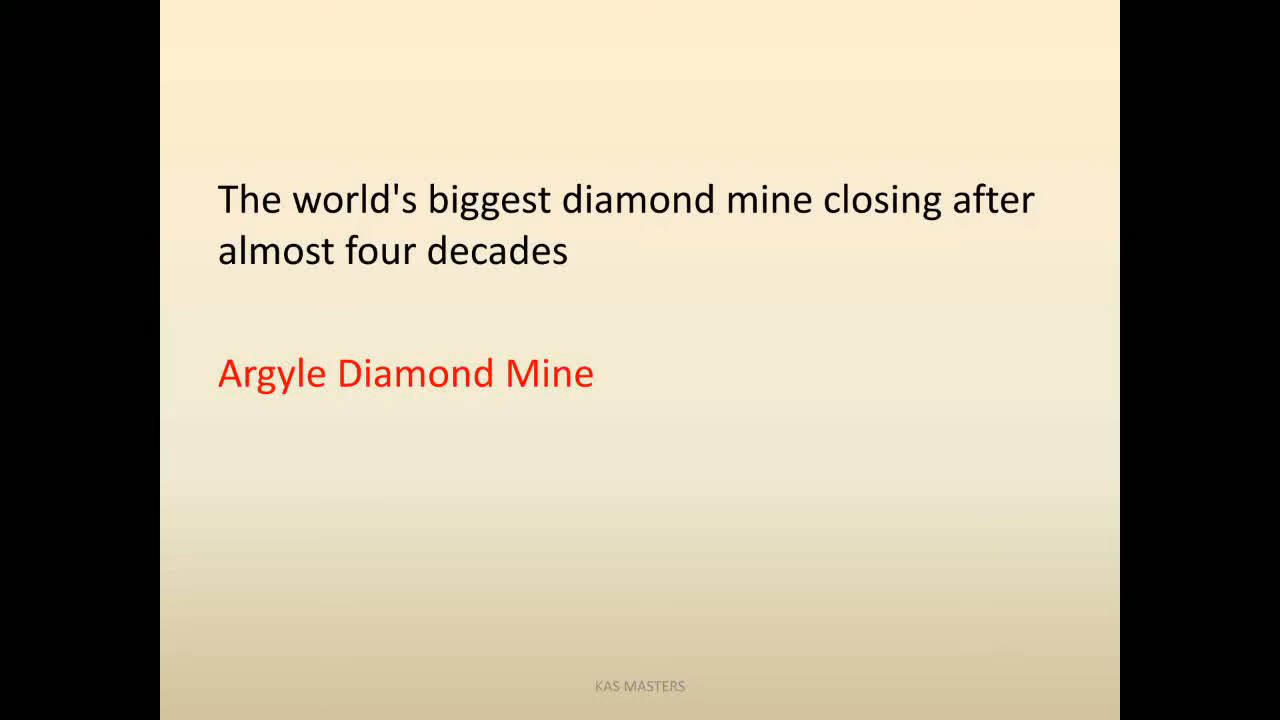 The world's biggest diamond mine closing after
almost four decades
Argyle Diamond Mine
KAS MASTERS